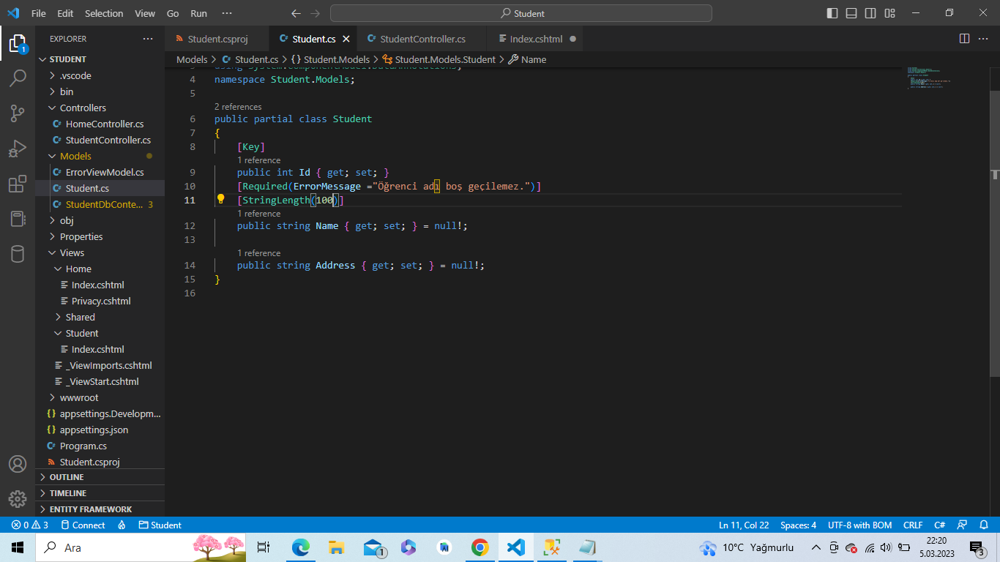 File Edit Selection View Go Run ··· Student
EXPLORER ···
Student.csproj Student.cs StudentController.cs Index.cshtml
Models > Student.cs > {} Student.Models > Student.Models.Student > Name
1
STUDENT
.vscode
bin
Controllers
HomeController.cs
StudentController.cs
Models
ErrorViewModel.cs
Student.cs
StudentDbConte... 3
obj
Properties
Views
Home
Index.cshtml
Privacy.cshtml
Shared
Student
Index.cshtml
_ViewImports.cshtml
_ViewStart.cshtml
wwwroot
{} appsettings.Developm...
{} appsettings.json
Program.cs
Student.csproj
OUTLINE
TIMELINE
ENTITY FRAMEWORK
3 using System.ComponentModel.DataAnnotations;
4 namespace Student.Models;
5
2 references
6 public partial class Student
7 {
8 [Key]
1 reference
9 public int Id { get; set; }
10 [Required(ErrorMessage ="Öğrenci adı boş geçilemez.")]
11 [StringLength(100)]
1 reference
12 public string Name { get; set; } = null!;
13
1 reference
14 public string Address { get; set; } = null!;
15 }
16
0 3 Connect Student Ln 11, Col 22 Spaces: 4 UTF-8 with BOM CRLF C#
Ara 1 10°C Yağmurlu 22:20
5.03.2023 3